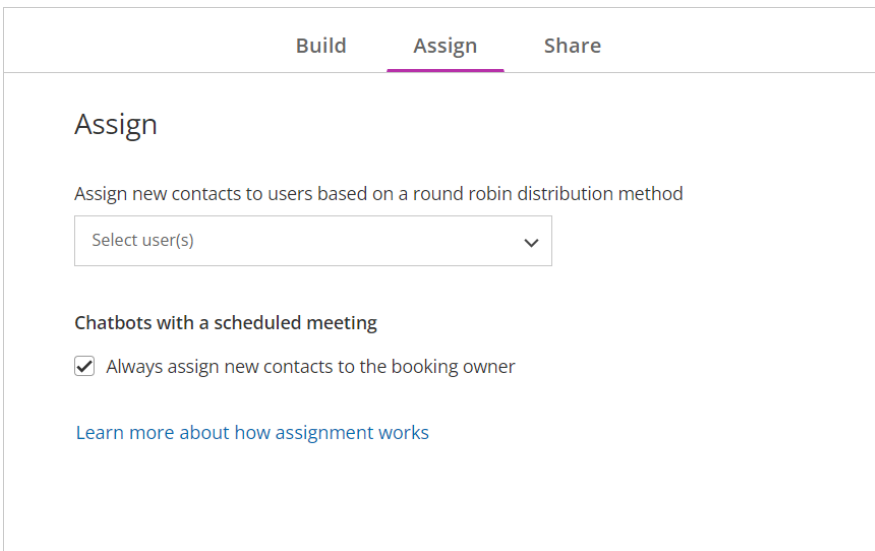 Build Assign Share
Assign
Assign new contacts to users based on a round robin distribution method
Select user(s)
Chatbots with a scheduled meeting
Always assign new contacts to the booking owner
Learn more about how assignment works